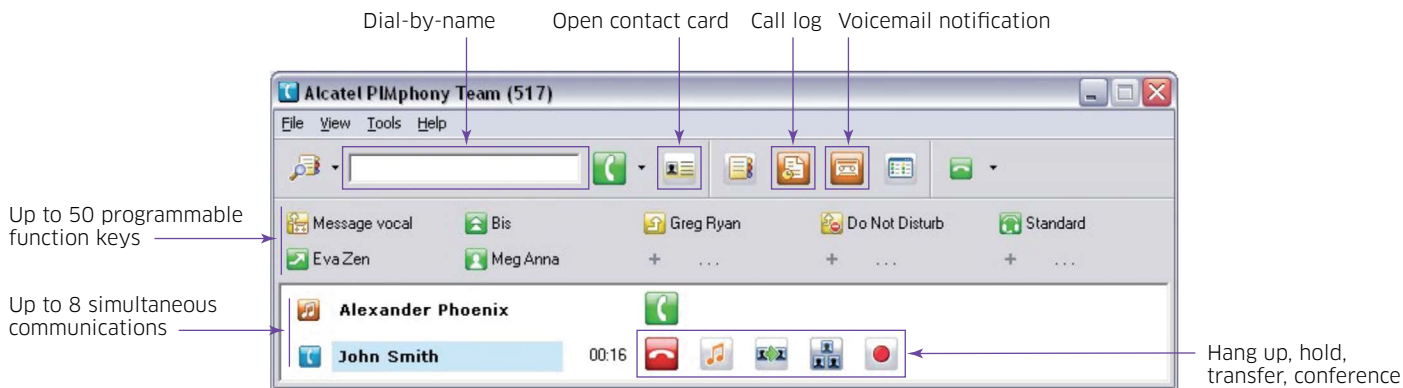 Dial-by-name Open contact card Call log Voicemail notification
Alcatel PIMphony Team (517)
File View Tools Help
Up to 50 programmable
function keys
Message vocal Bis Greg Ryan Do Not Disturb Standard
Eva Zen Meg Anna + ... + ... + ...
Up to 8 simultaneous
communications
Alexander Phoenix
John Smith 00:16
Hang up, hold,
transfer, conference